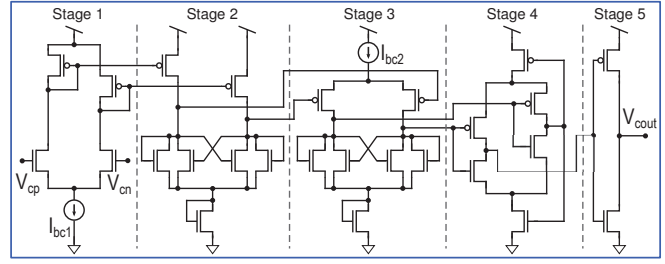 Stage 1
Stage 2
Stage 3
Stage 4
Stage 5
Ibc2
Vcout
Vcp
Vcn
Ibc1